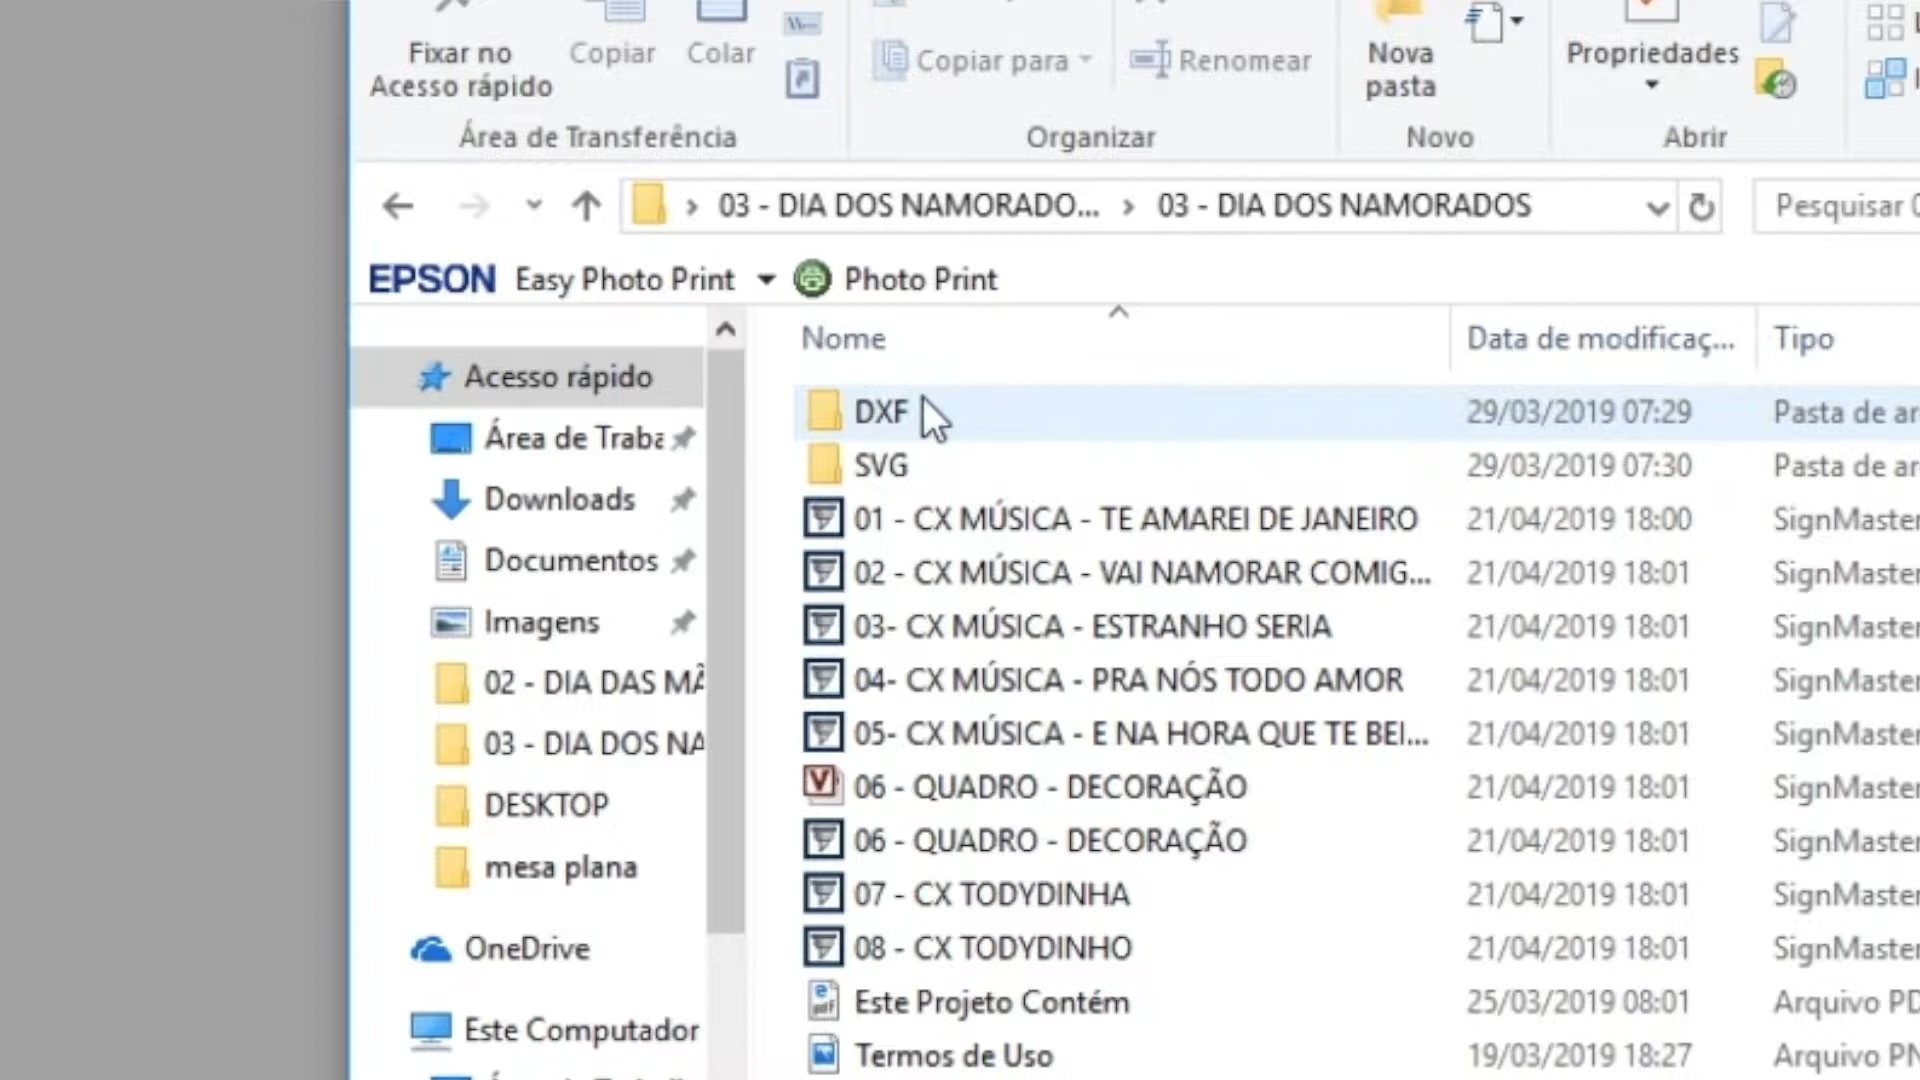 Fixar no
Acesso rápido
Copiar
Colar
Copiar para
Renomear
Nova
pasta
Propriedades
Área de Transferência
Organizar
Novo
Abrir
03 - DIA DOS NAMORADO... › 03 - DIA DOS NAMORADOS
Pesquisar
EPSON Easy Photo Print Photo Print
Nome Data de modificaç... Tipo
Acesso rápido
Área de Traba
Downloads
Documentos
Imagens
02 - DIA DAS MÃ
03 - DIA DOS NA
DESKTOP
mesa plana
OneDrive
Este Computador
DXF 29/03/2019 07:29 Pasta de ar
SVG 29/03/2019 07:30 Pasta de ar
01 - CX MÚSICA - TE AMAREI DE JANEIRO 21/04/2019 18:00 SignMaster
02 - CX MÚSICA - VAI NAMORAR COMIG... 21/04/2019 18:01 SignMaster
03- CX MÚSICA - ESTRANHO SERIA 21/04/2019 18:01 SignMaster
04- CX MÚSICA - PRA NÓS TODO AMOR 21/04/2019 18:01 SignMaster
05- CX MÚSICA - E NA HORA QUE TE BEI... 21/04/2019 18:01 SignMaster
06 - QUADRO - DECORAÇÃO 21/04/2019 18:01 SignMaster
06 - QUADRO - DECORAÇÃO 21/04/2019 18:01 SignMaster
07 - CX TODYDINHA 21/04/2019 18:01 SignMaster
08 - CX TODYDINHO 21/04/2019 18:01 SignMaster
Este Projeto Contém 25/03/2019 08:01 Arquivo PD
Termos de Uso 19/03/2019 18:27 Arquivo PN